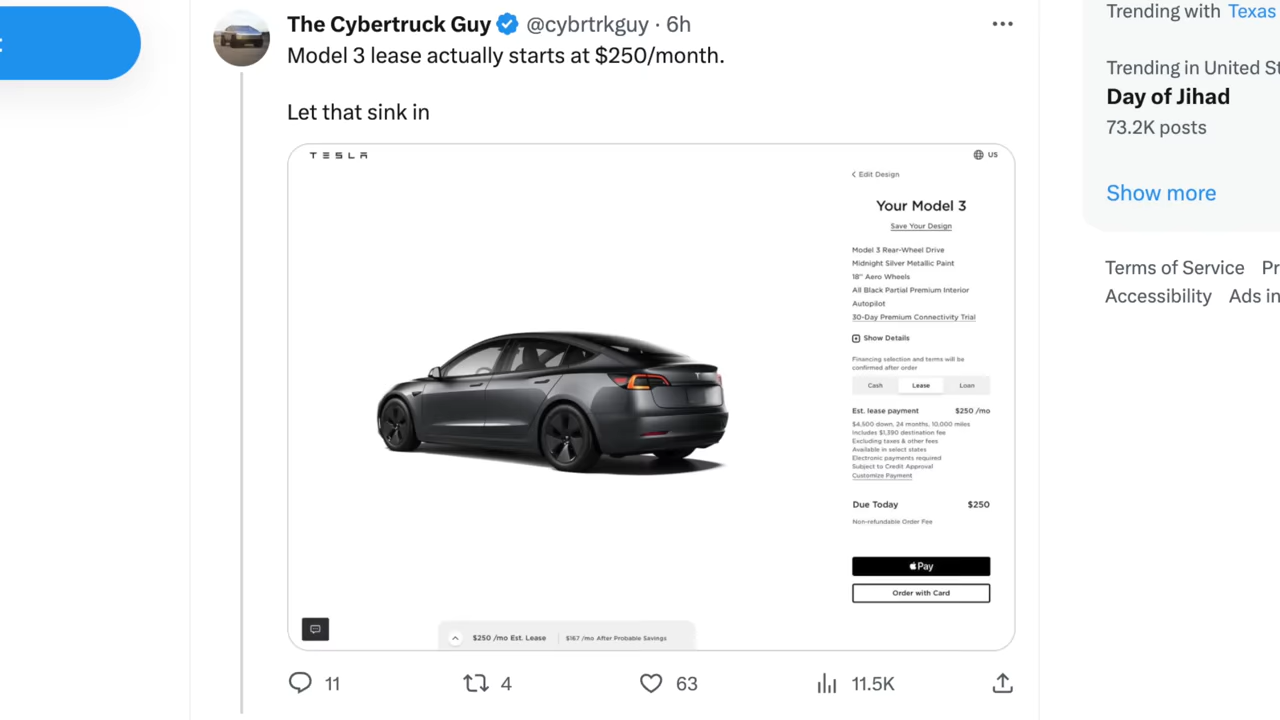 The Cybertruck Guy @cybrtrkguy · 6h
Model 3 lease actually starts at $250/month.
Let that sink in
TESLA
US
Edit Design
Your Model 3
Save Your Design
Model 3 Rear-Wheel Drive
Midnight Silver Metallic Paint
18" Aero Wheels
All Black Partial Premium Interior
Autopilot
30-Day Premium Connectivity Trial
Show Details
Financing selection and terms will be
confirmed after order
Cash Lease Loan
Est. lease payment $250 /mo
$4,500 down, 24 months, 10,000 miles
Includes $1,390 destination fee
Excluding taxes & other fees
Available in select states
Electronic payments required
Subject to Credit Approval
Customize Payment
Due Today $250
Non-refundable Order Fee
Pay
Order with Card
$250 /mo Est. Lease $167 /mo After Probable Savings
11 4 63 11.5K
Trending with Texas
Trending in United St
Day of Jihad
73.2K posts
Show more
Terms of Service Pr
Accessibility Ads in